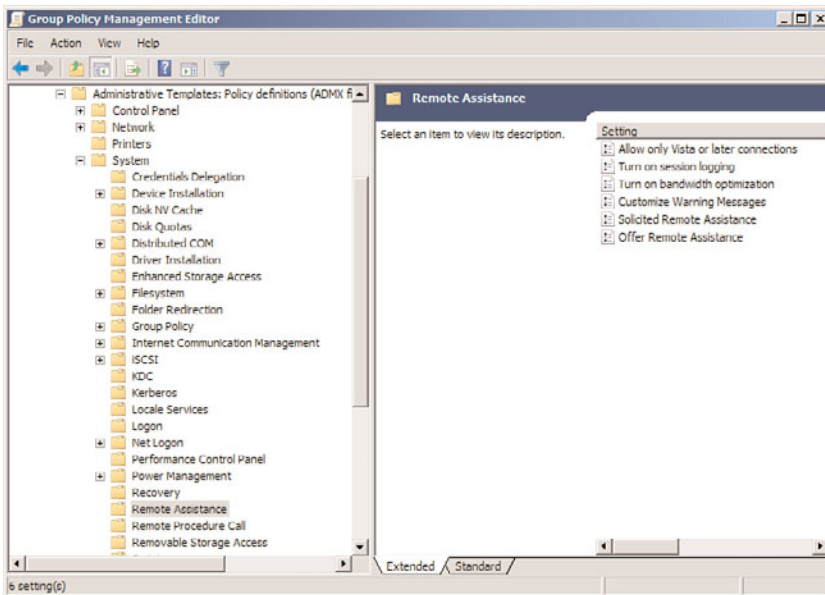 Group Policy Management Editor
File Action View Help
Administrative Templates: Policy definitions (ADMX fi
Control Panel
Network
Printers
System
Credentials Delegation
Device Installation
Disk NV Cache
Disk Quotas
Distributed COM
Driver Installation
Enhanced Storage Access
Filesystem
Folder Redirection
Group Policy
Internet Communication Management
iSCSI
KDC
Kerberos
Locale Services
Logon
Net Logon
Performance Control Panel
Power Management
Recovery
Remote Assistance
Remote Procedure Call
Removable Storage Access
Remote Assistance
Select an item to view its description.
Setting
Allow only Vista or later connections
Turn on session logging
Turn on bandwidth optimization
Customize Warning Messages
Solicited Remote Assistance
Offer Remote Assistance
Extended Standard
6 setting(s)